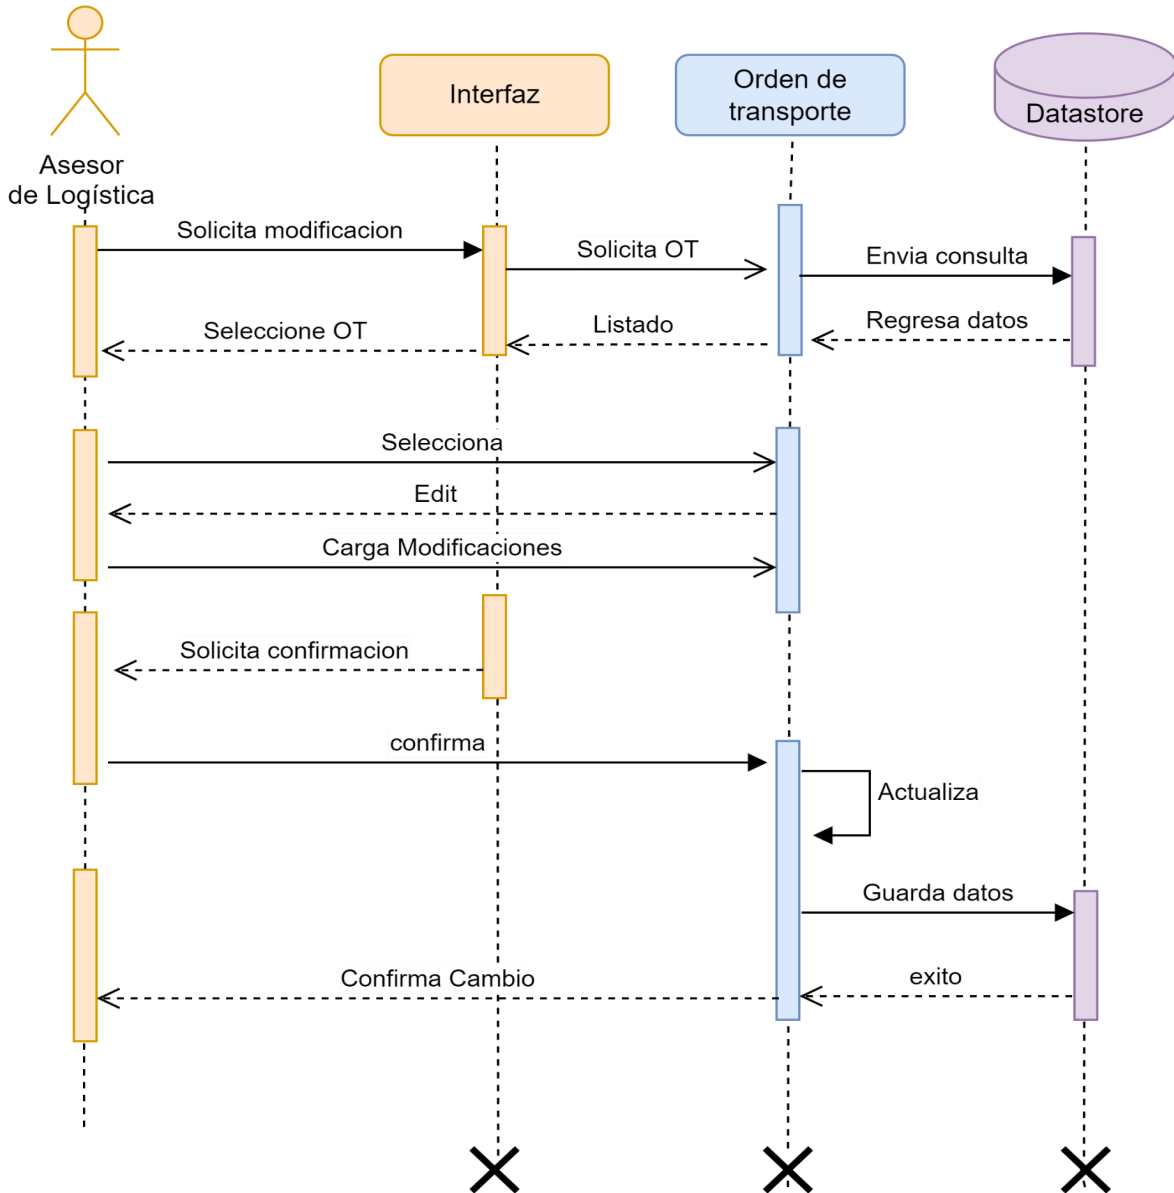 Asesor
de Logística
Interfaz
Orden de
transporte
Datastore
Solicita modificacion
Solicita OT
Envia consulta
Seleccione OT
Listado
Regresa datos
Selecciona
Edit
Carga Modificaciones
Solicita confirmacion
confirma
Actualiza
Guarda datos
Confirma Cambio
exito